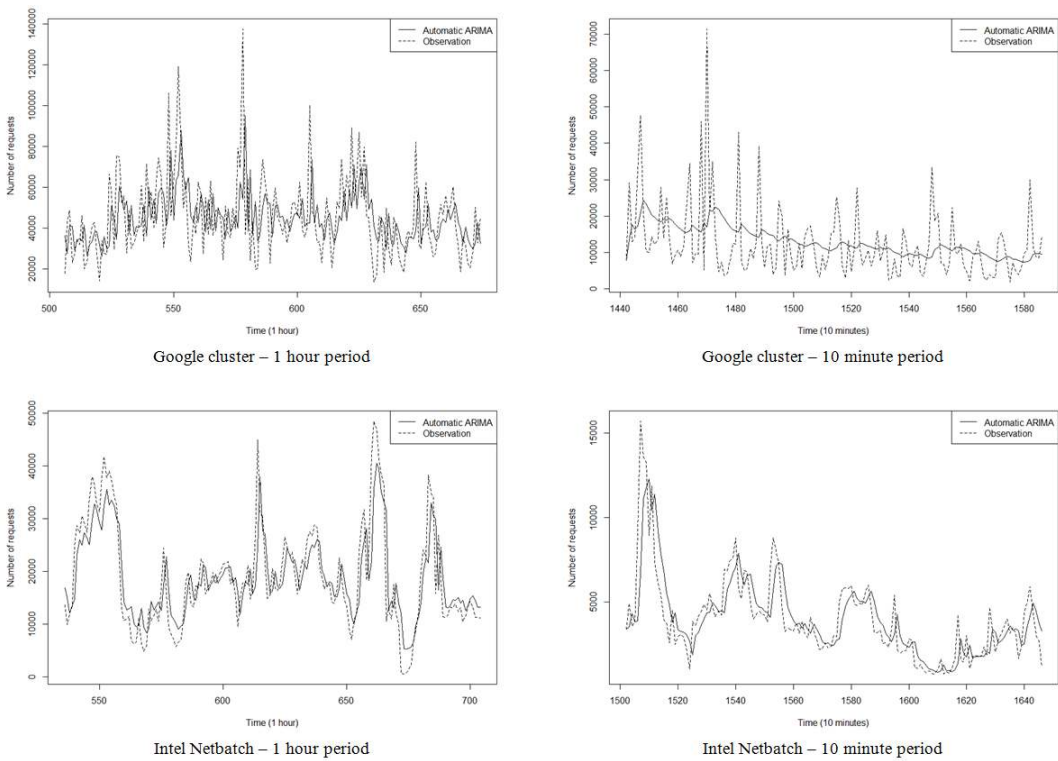 Automatic ARIMA
Observation
Number of requests
20000 40000 60000 80000 100000 120000 140000
500 550 600 650
Time (1 hour)
Google cluster – 1 hour period
Automatic ARIMA
Observation
Number of requests
0 10000 20000 30000 40000 50000 60000 70000
1440 1460 1480 1500 1520 1540 1560 1580
Time (10 minutes)
Google cluster – 10 minute period
Automatic ARIMA
Observation
Number of requests
0 10000 20000 30000 40000 50000
550 600 650 700
Time (1 hour)
Intel Netbatch – 1 hour period
Automatic ARIMA
Observation
Number of requests
5000 10000 15000
1500 1520 1540 1560 1580 1600 1620 1640
Time (10 minutes)
Intel Netbatch – 10 minute period